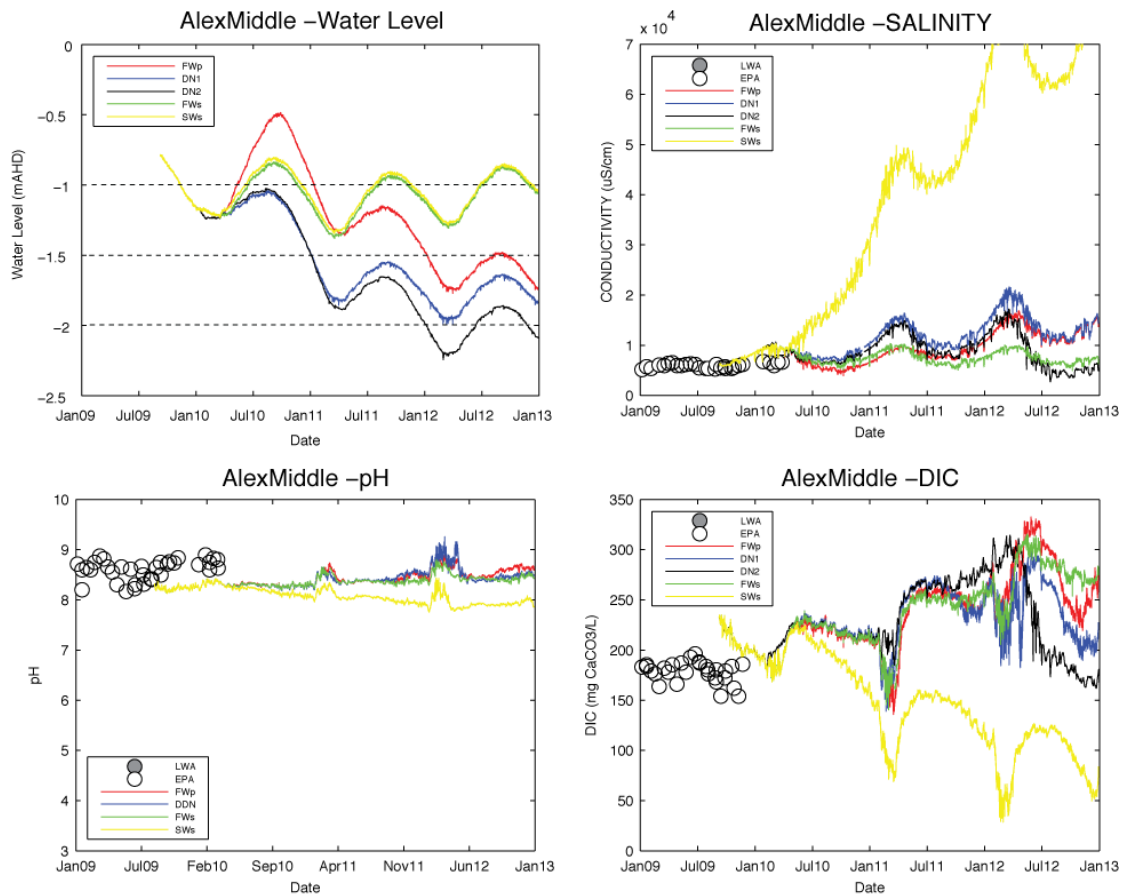 AlexMiddle –Water Level
0
−0.5
−1
−1.5
−2
−2.5
Water Level (mAHD)
FWp
DN1
DN2
FWs
SWs
Jan09 Jul09 Jan10 Jul10 Jan11 Jul11 Jan12 Jul12 Jan13
Date
AlexMiddle –SALINITY
x 10^4
7
6
5
4
3
2
1
0
CONDUCTIVITY (uS/cm)
LWA
EPA
FWp
DN1
DN2
FWs
SWs
Jan09 Jul09 Jan10 Jul10 Jan11 Jul11 Jan12 Jul12 Jan13
Date
AlexMiddle –pH
10
9
8
7
6
5
4
3
pH
LWA
EPA
FWp
DDN
FWs
SWs
Jan09 Jul09 Feb10 Sep10 Apr11 Nov11 Jun12 Jan13
Date
AlexMiddle –DIC
350
300
250
200
150
100
50
0
DIC (mg CaCO3/L)
LWA
EPA
FWp
DN1
DN2
FWs
SWs
Jan09 Jul09 Jan10 Jul10 Jan11 Jul11 Jan12 Jul12 Jan13
Date